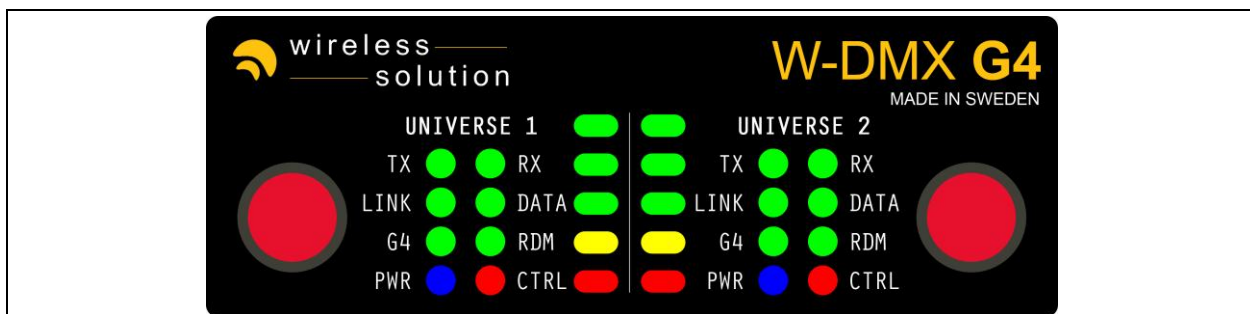 wireless
solution
W-DMX G4
MADE IN SWEDEN
UNIVERSE 1 UNIVERSE 2
TX RX TX RX
LINK DATA LINK DATA
G4 RDM G4 RDM
PWR CTRL PWR CTRL